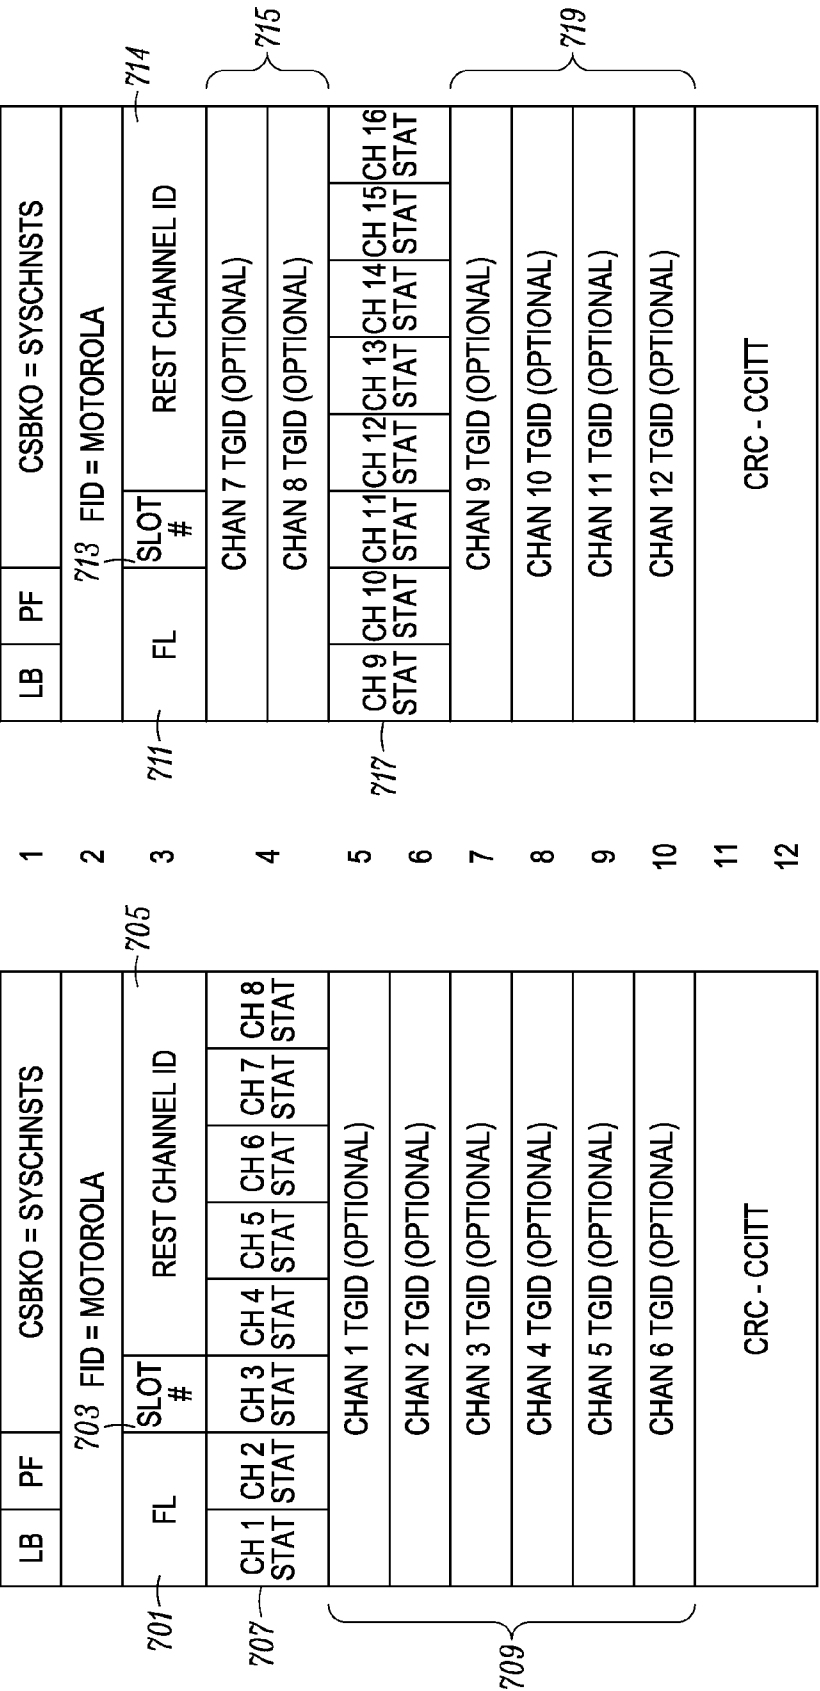 LB PF CSBKO = SYSCHNSTS
703 FID = MOTOROLA
701 FL SLOT # REST CHANNEL ID 705
707
CH 1 STAT
CH 2 STAT
CH 3 STAT
CH 4 STAT
CH 5 STAT
CH 6 STAT
CH 7 STAT
CH 8 STAT
709
CHAN 1 TGID (OPTIONAL)
CHAN 2 TGID (OPTIONAL)
CHAN 3 TGID (OPTIONAL)
CHAN 4 TGID (OPTIONAL)
CHAN 5 TGID (OPTIONAL)
CHAN 6 TGID (OPTIONAL)
CRC - CCITT
1
2
3
4
5
6
7
8
9
10
11
12
LB PF CSBKO = SYSCHNSTS
713 FID = MOTOROLA
711 FL SLOT # REST CHANNEL ID 714
CHAN 7 TGID (OPTIONAL)
CHAN 8 TGID (OPTIONAL)
715
717
CH 9 STAT
CH 10 STAT
CH 11 STAT
CH 12 STAT
CH 13 STAT
CH 14 STAT
CH 15 STAT
CH 16 STAT
CHAN 9 TGID (OPTIONAL)
CHAN 10 TGID (OPTIONAL)
CHAN 11 TGID (OPTIONAL)
CHAN 12 TGID (OPTIONAL)
719
CRC - CCITT